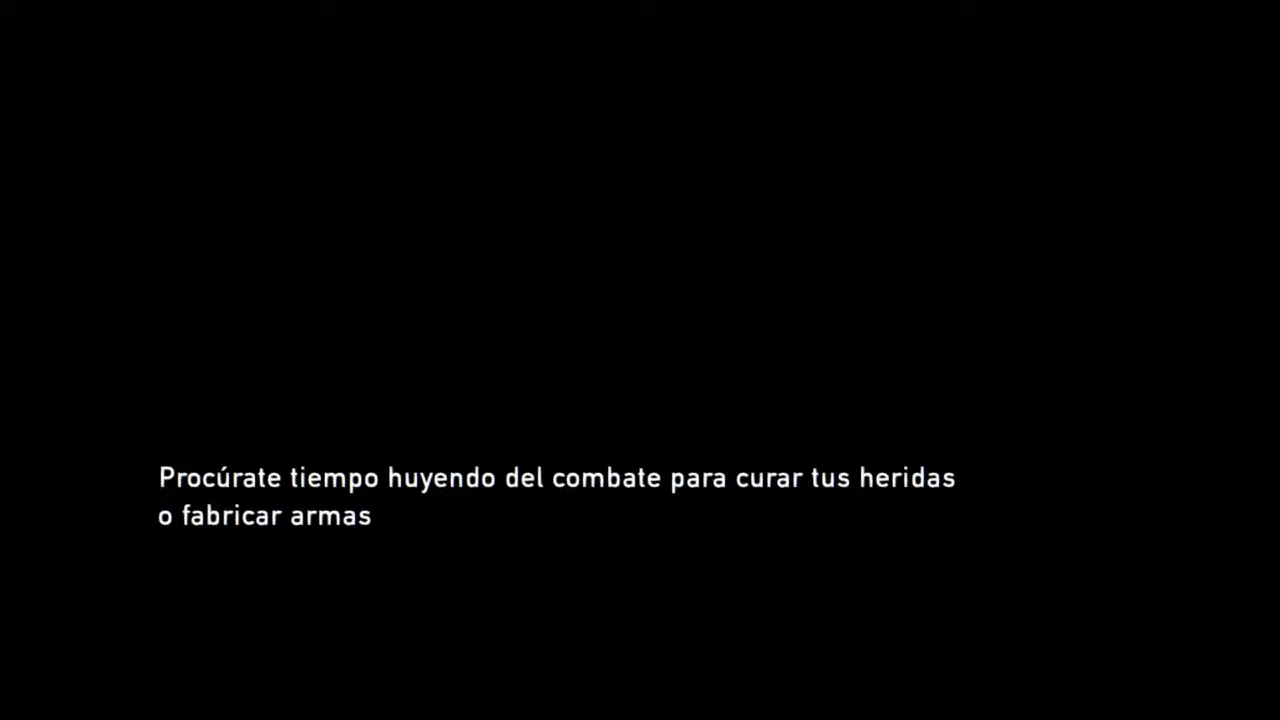 Procúrate tiempo huyendo del combate para curar tus heridas
o fabricar armas